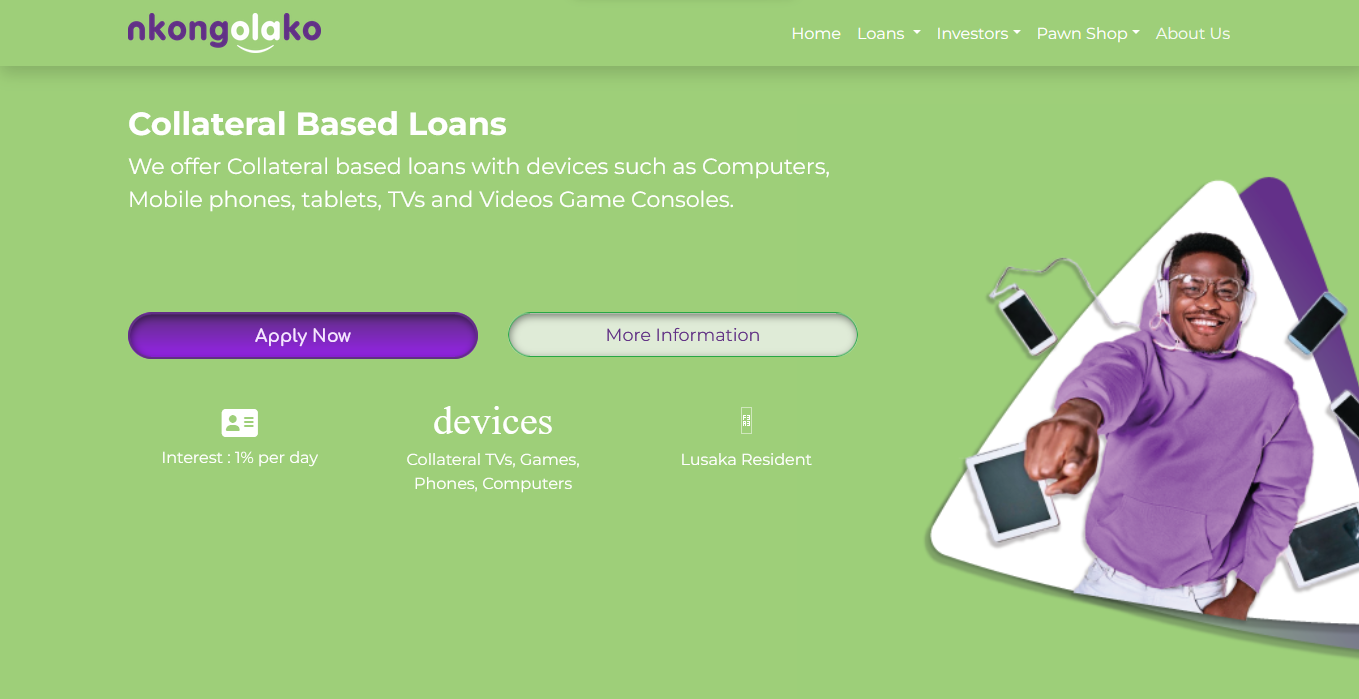 nkongolako
Home Loans Investors Pawn Shop About Us
Collateral Based Loans
We offer Collateral based loans with devices such as Computers,
Mobile phones, tablets, TVs and Videos Game Consoles.
Apply Now
More Information
Interest : 1% per day
devices
Collateral TVs, Games,
Phones, Computers
Lusaka Resident